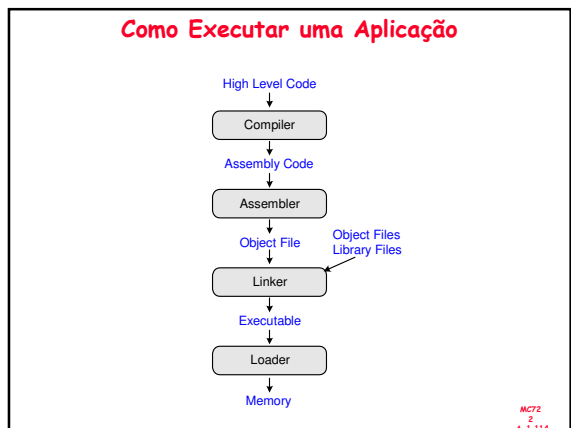 Como Executar uma Aplicação
High Level Code
Compiler
Assembly Code
Assembler
Object File
Object Files
Library Files
Linker
Executable
Loader
Memory
MC72
2